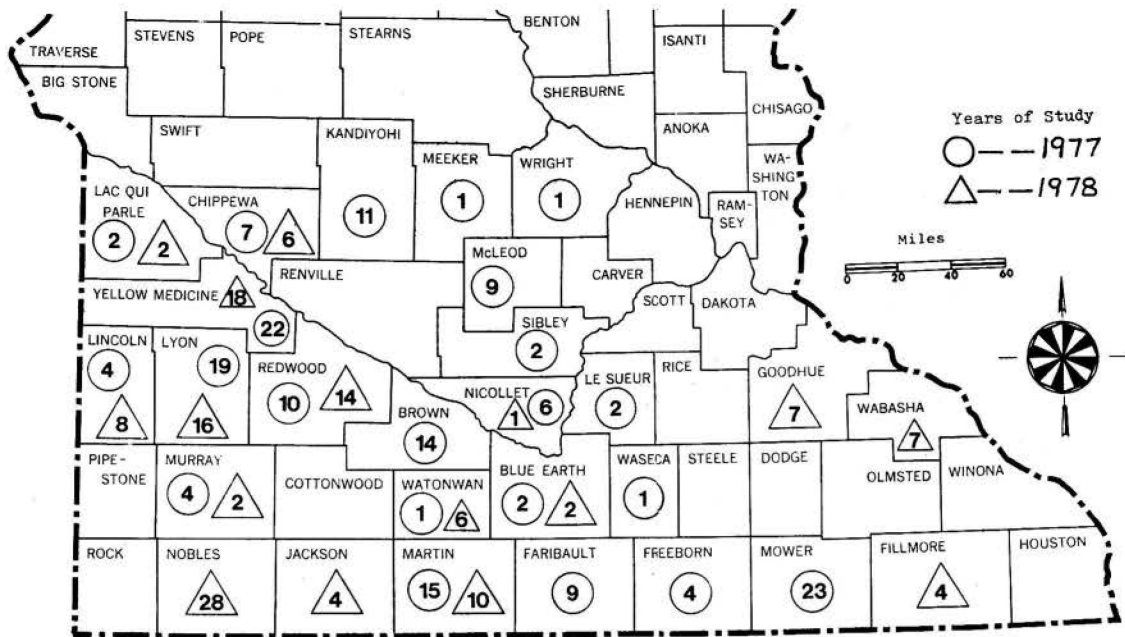 BENTON
STEVENS POPE STEARNS
TRAVERSE
ISANTI
BIG STONE
SHERBURNE
CHISAGO
SWIFT KANDIYOHI
ANOKA
MEEKER WRIGHT
WA-
SHING
TON
Years of Study
1977
1978
LAC QUI
PARLE
2 2
CHIPPEWA
7 6
11
1
1
HENNEPIN
RAM-
SEY
Miles
0 20 40 60
McLEOD
9
RENVILLE
CARVER
YELLOW MEDICINE 18
22
SCOTT
DAKOTA
SIBLEY
2
LINCOLN
4
8
LYON
19
16
REDWOOD
10 14
NICOLLET
1 6
LE SUEUR
2
RICE
GOODHUE
7
WABASHA
7
BROWN
14
PIPE-
STONE
MURRAY
4 2
COTTONWOOD
WATONWAN
1 6
BLUE EARTH
2 2
WASECA
1
STEELE
DODGE
OLMSTED
WINONA
ROCK
NOBLES
28
JACKSON
4
MARTIN
15 10
FARIBAULT
9
FREEBORN
4
MOWER
23
FILLMORE
4
HOUSTON